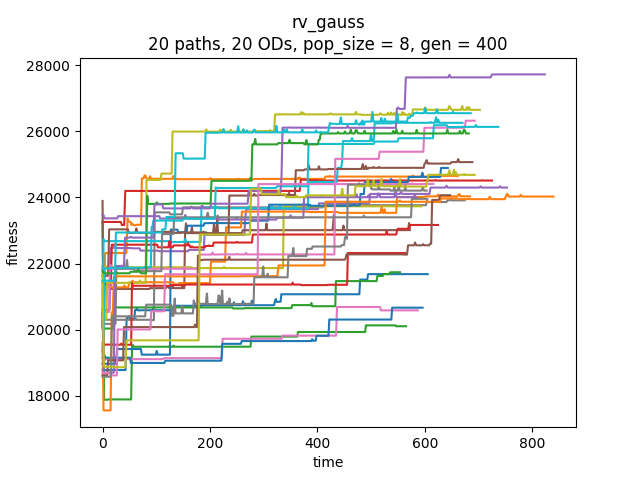 rv_gauss
20 paths, 20 ODs, pop_size = 8, gen = 400
28000
26000
24000
22000
20000
18000
fitness
0 200 400 600 800
time